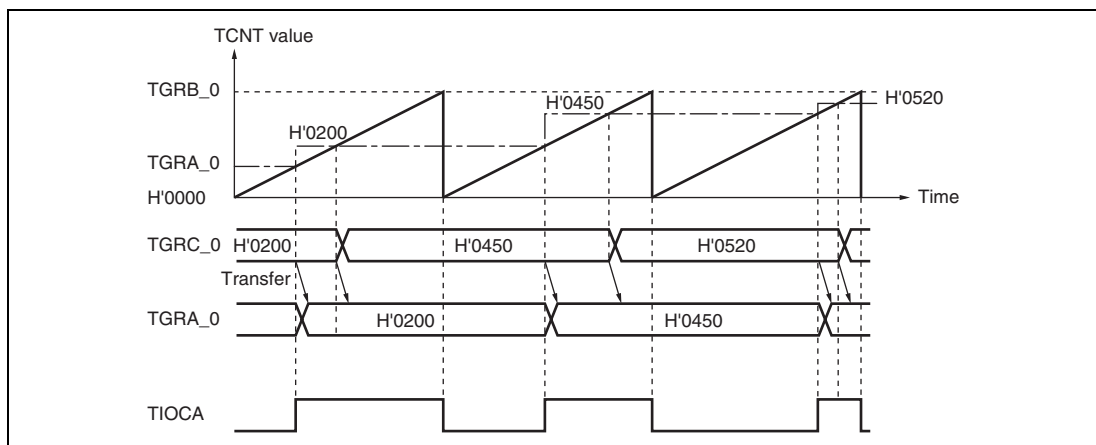 TCNT value
TGRB_0
H'0450
H'0520
H'0200
TGRA_0
H'0000
Time
TGRC_0
H'0200
H'0450
H'0520
Transfer
TGRA_0
H'0200
H'0450
TIOCA